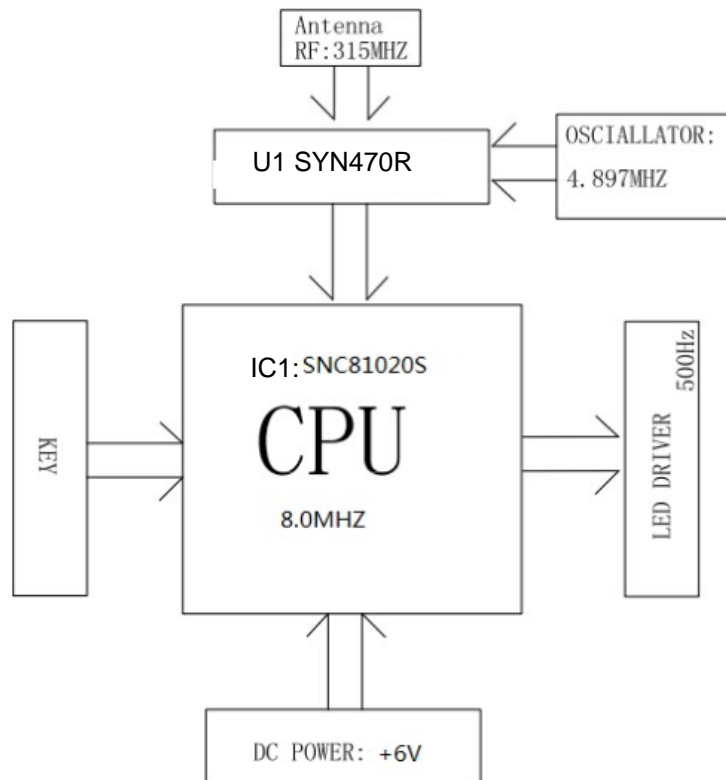 Antenna
RF:315MHZ
U1 SYN470R
OSCIALLATOR:
4.897MHZ
IC1: SNC81020S
CPU
8.0MHZ
KEY
LED DRIVER
500Hz
DC POWER: +6V